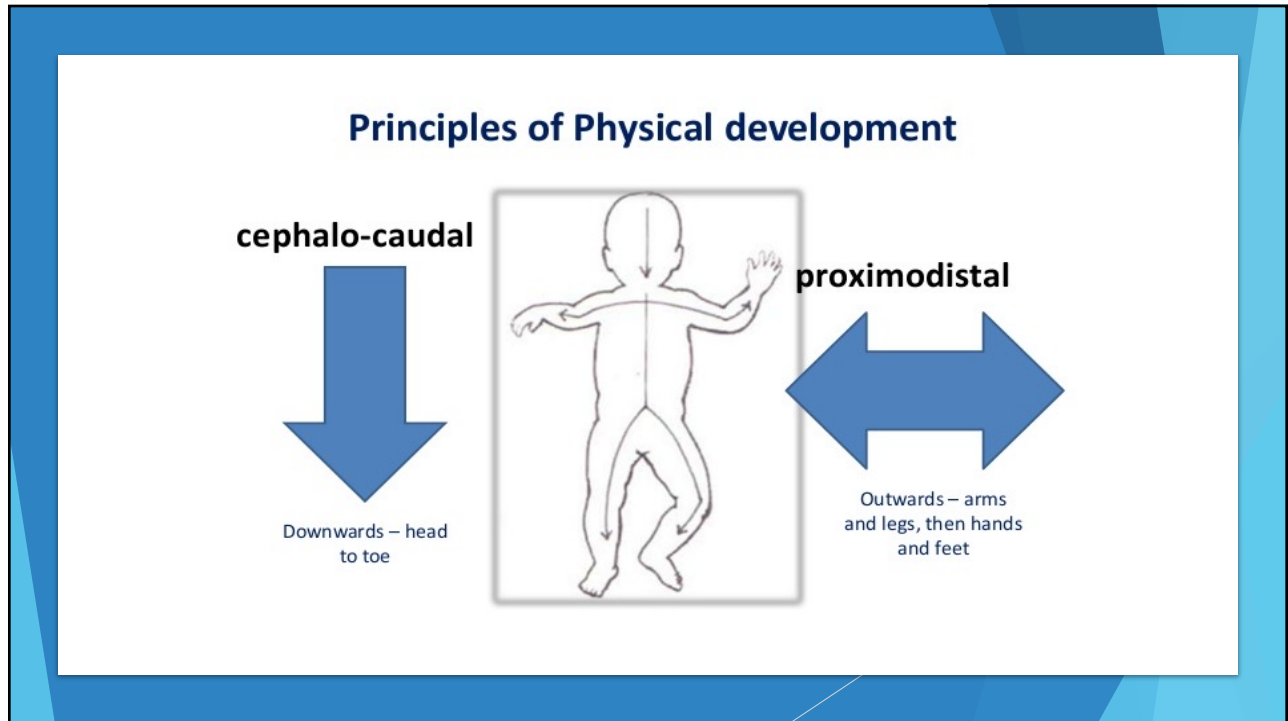 Principles of Physical development
cephalo-caudal
Downwards – head
to toe
proximodistal
Outwards – arms
and legs, then hands
and feet